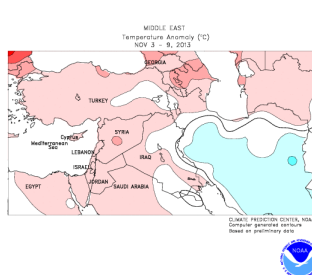 MIDDLE EAST
Temperature Anomaly (°C)
NOV 3 - 9, 2013
GEORGIA
TURKEY
Cyprus
SYRIA
Mediterranean
Sea
LEBANON
IRAQ
ISRAEL
JORDAN
EGYPT
SAUDI ARABIA
CLIMATE PREDICTION CENTER, NOAA
Computer generated contours
Based on preliminary data
NOAA